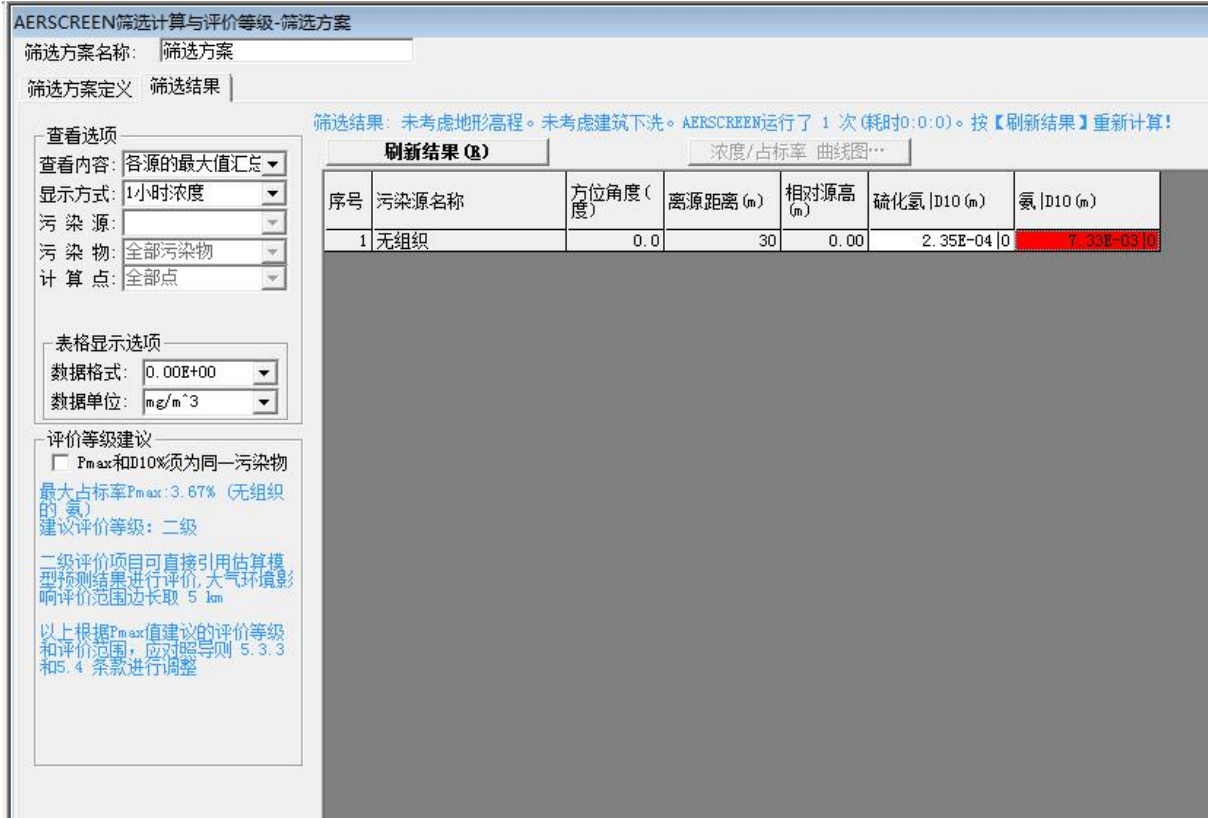 AERSCREEN筛选计算与评价等级-筛选方案
筛选方案名称: 筛选方案
筛选方案定义 筛选结果
筛选结果: 未考虑地形高程。未考虑建筑下洗。AERSCREEN运行了 1 次(耗时0:0:0)。按【刷新结果】重新计算!
刷新结果(R) 浓度/占标率 曲线图…
查看选项
查看内容: 各源的最大值汇总
显示方式: 1小时浓度
污 染 源:
污 染 物: 全部污染物
计 算 点: 全部点
表格显示选项
数据格式: 0.00E+00
数据单位: mg/m^3
评价等级建议
Pmax和D10%须为同一污染物
最大占标率Pmax:3.67% (无组织
的 氨)
建议评价等级: 二级
二级评价项目可直接引用估算模
型预测结果进行评价,大气环境影
响评价范围边长取 5 km
以上根据Pmax值建议的评价等级
和评价范围,应对照导则 5.3.3
和5.4 条款进行调整
序号 污染源名称 方位角度(度) 离源距离(m) 相对源高(m) 硫化氢|D10(m) 氨|D10(m)
1 无组织 0.0 30 0.00 2.35E-04|0 7.33E-03|0